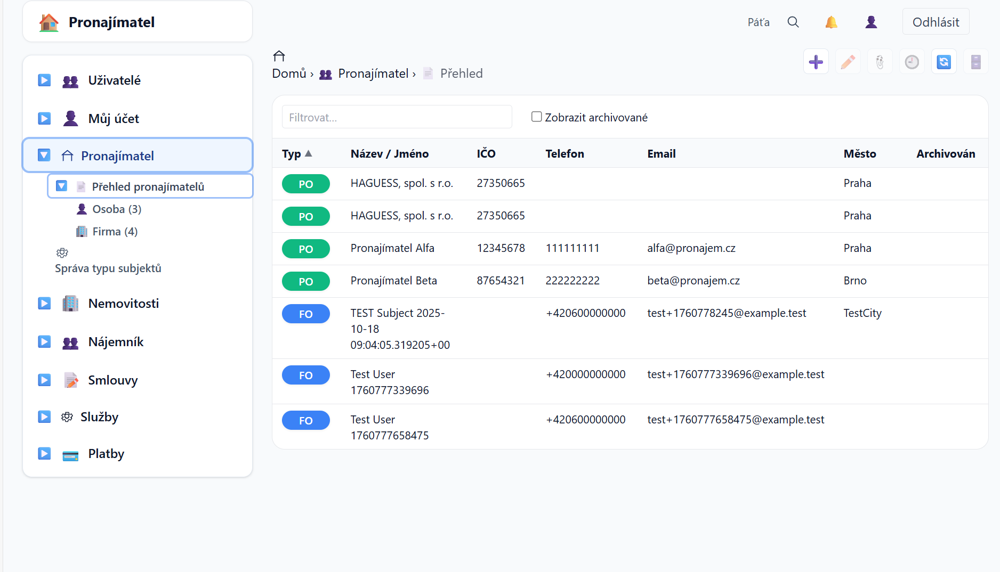 Pronajímatel
Páťa
Odhlásit
Uživatelé
Můj účet
Pronajímatel
Přehled pronajímatelů
Osoba (3)
Firma (4)
Správa typu subjektů
Nemovitosti
Nájemník
Smlouvy
Služby
Platby
Domů › Pronajímatel › Přehled
Filtrovat...
Zobrazit archivované
Typ Název / Jméno IČO Telefon Email Město Archivován
PO HAGUESS, spol. s r.o. 27350665 Praha
PO HAGUESS, spol. s r.o. 27350665 Praha
PO Pronajímatel Alfa 12345678 111111111 alfa@pronajem.cz Praha
PO Pronajímatel Beta 87654321 222222222 beta@pronajem.cz Brno
FO TEST Subject 2025- +420600000000 test+1760778245@example.test TestCity
10-18
09:04:05.319205+00
FO Test User +420000000000 test+1760777339696@example.test
1760777339696
FO Test User +420600000000 test+1760777658475@example.test
1760777658475